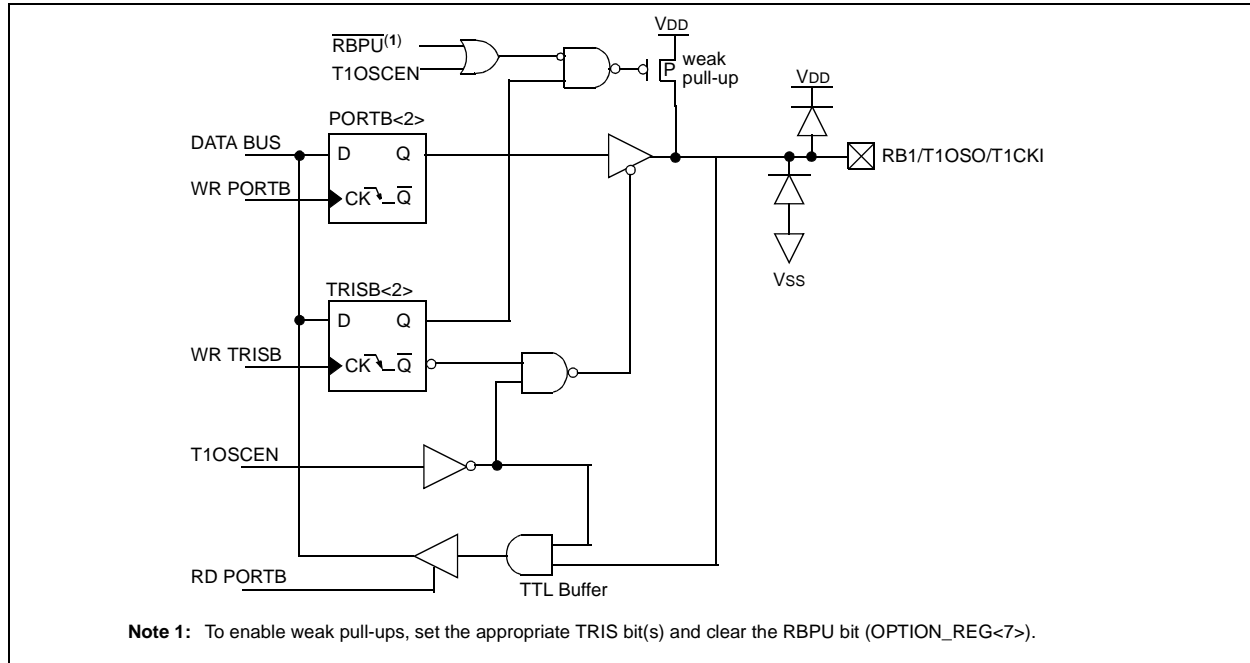 VDD
RBPU(1)
T1OSCEN
P
weak
pull-up
VDD
PORTB<2>
DATA BUS
D Q
RB1/T1OSO/T1CKI
WR PORTB
CK Q
VSS
TRISB<2>
D Q
WR TRISB
CK Q
T1OSCEN
RD PORTB
TTL Buffer
Note 1: To enable weak pull-ups, set the appropriate TRIS bit(s) and clear the RBPU bit (OPTION_REG<7>).